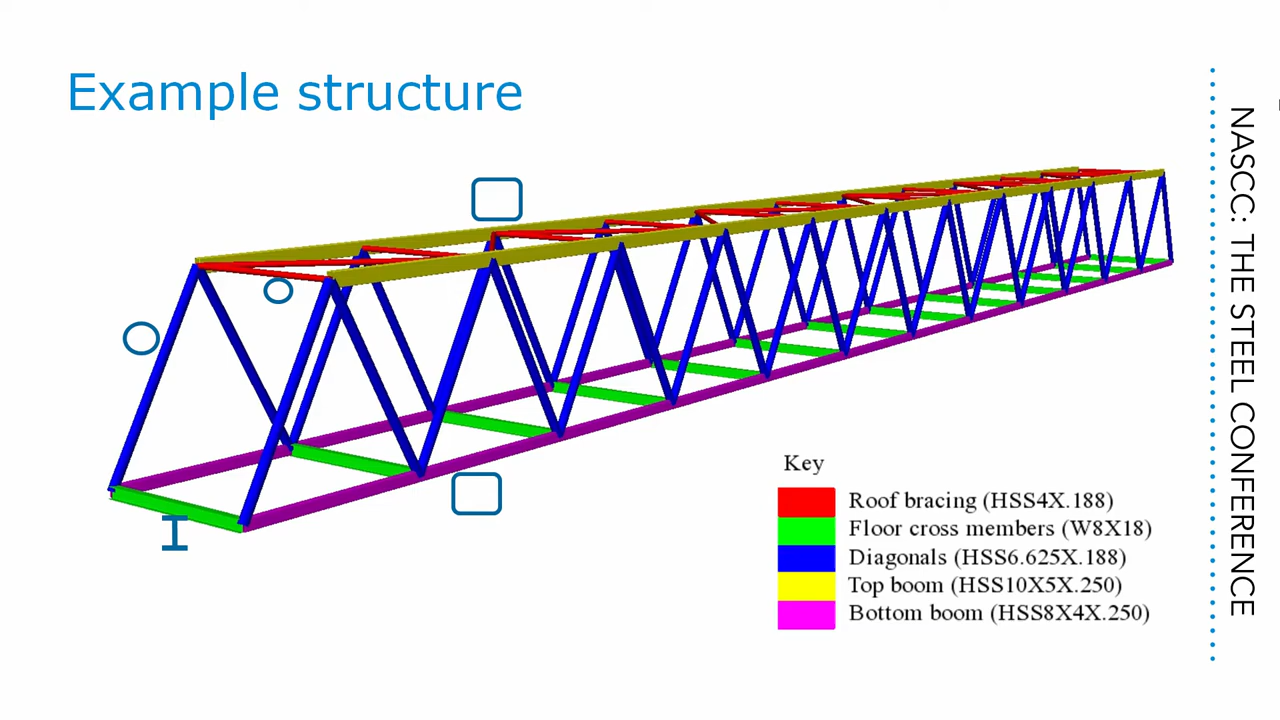 Example structure
Key
Roof bracing (HSS4X.188)
Floor cross members (W8X18)
Diagonals (HSS6.625X.188)
Top boom (HSS10X5X.250)
Bottom boom (HSS8X4X.250)
NASCC: THE STEEL CONFERENCE